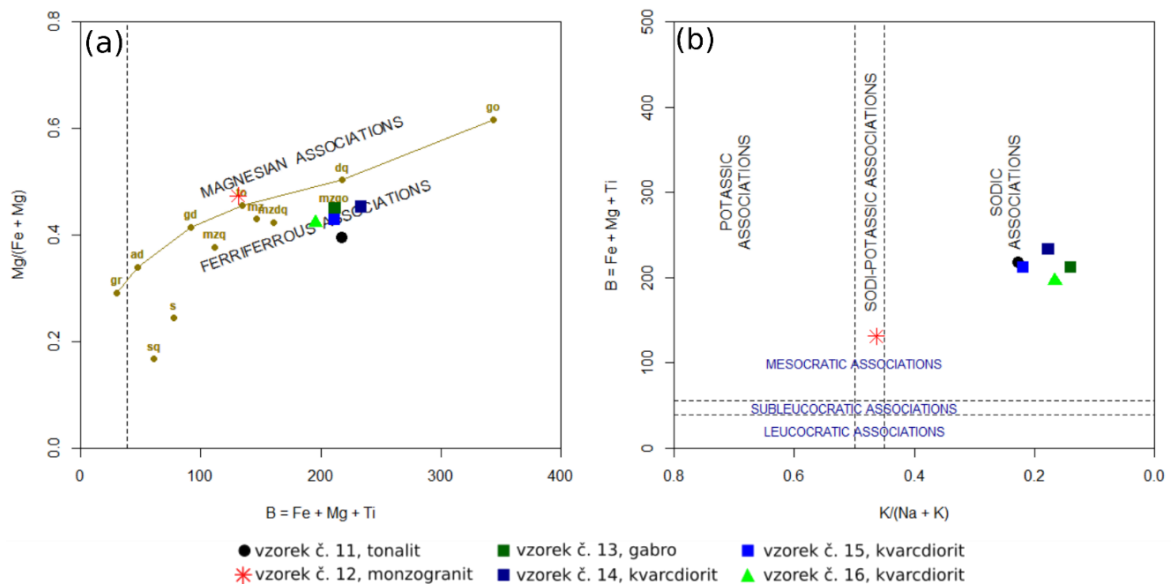 (a)
0.8
0.6
0.4
0.2
0.0
Mg/(Fe + Mg)
MAGNESIAN ASSOCIATIONS
FERRIFERROUS ASSOCIATIONS
go
dq
mzgo
mz
mzdq
gd
mzq
ad
gr
s
sq
0
100
200
300
400
B = Fe + Mg + Ti
(b)
500
400
300
200
100
0
B = Fe + Mg + Ti
POTASSIC
ASSOCIATIONS
SODI-POTASSIC ASSOCIATIONS
SODIC
ASSOCIATIONS
MESOCRATIC ASSOCIATIONS
SUBLEUCOCRATIC ASSOCIATIONS
LEUCOCRATIC ASSOCIATIONS
0.8
0.6
0.4
0.2
0.0
K/(Na + K)
vzorek č. 11, tonalit
vzorek č. 13, gabro
vzorek č. 15, kvarcdiorit
vzorek č. 12, monzogranit
vzorek č. 14, kvarcdiorit
vzorek č. 16, kvarcdiorit